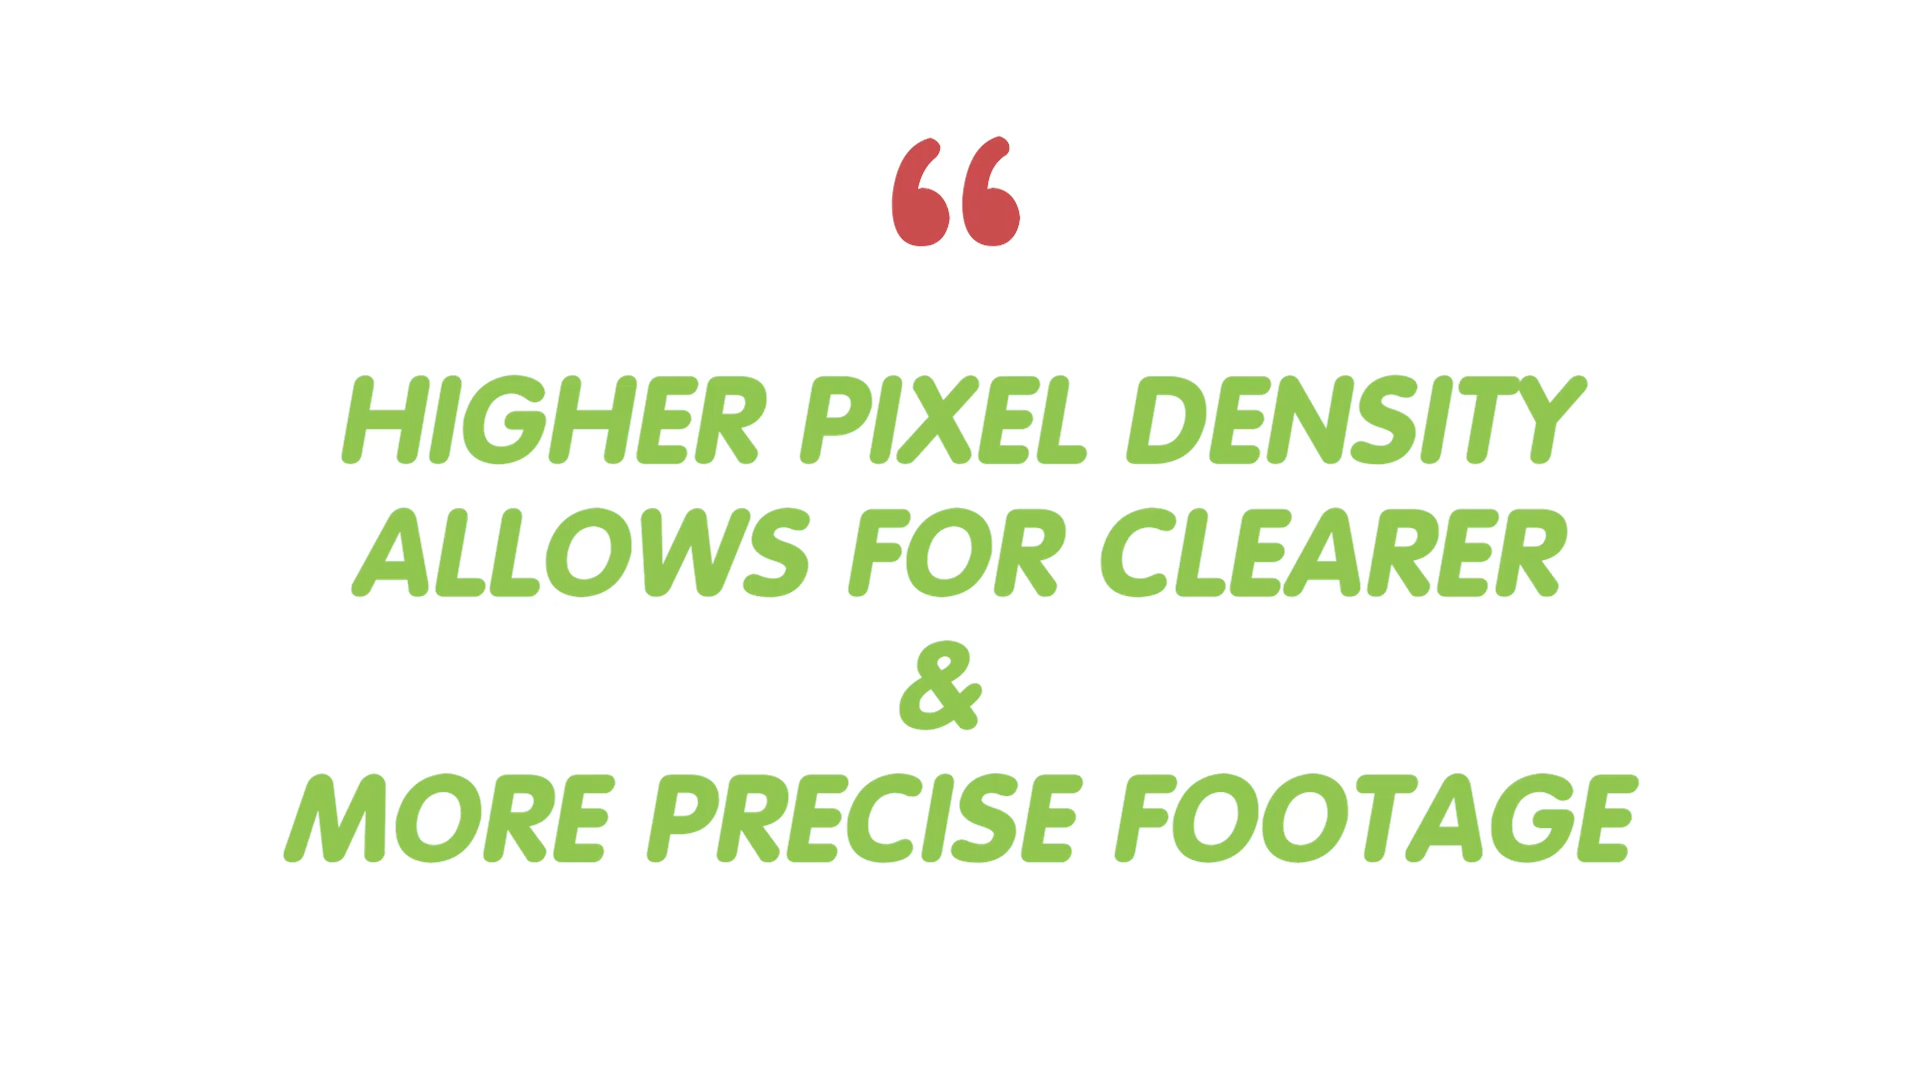 “
HIGHER PIXEL DENSITY
ALLOWS FOR CLEARER
&
MORE PRECISE FOOTAGE